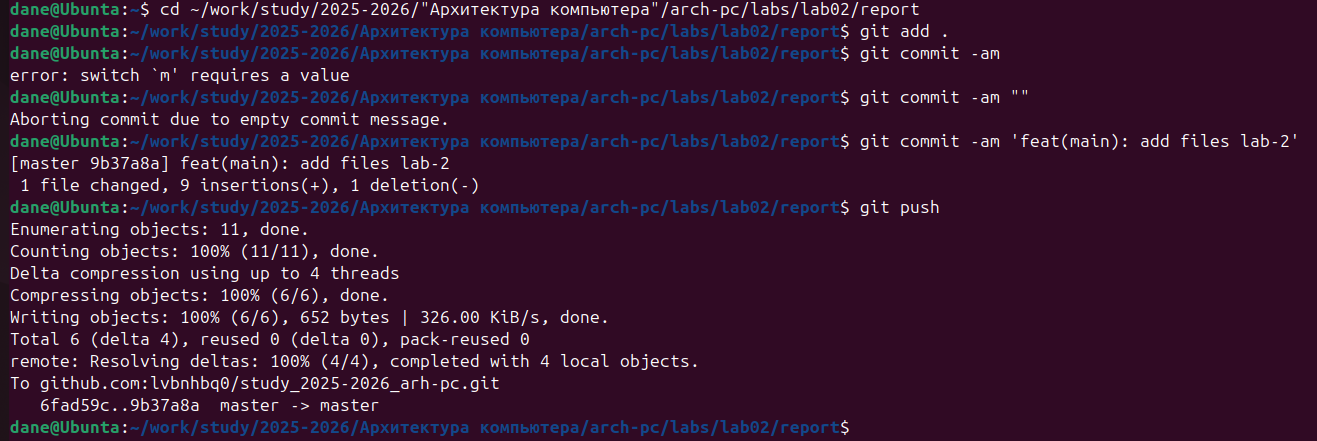 dane@Ubunta:~$ cd ~/work/study/2025-2026/"Архитектура компьютера"/arch-pc/labs/lab02/report
dane@Ubunta:~/work/study/2025-2026/Архитектура компьютера/arch-pc/labs/lab02/report$ git add .
dane@Ubunta:~/work/study/2025-2026/Архитектура компьютера/arch-pc/labs/lab02/report$ git commit -am
error: switch `m' requires a value
dane@Ubunta:~/work/study/2025-2026/Архитектура компьютера/arch-pc/labs/lab02/report$ git commit -am ""
Aborting commit due to empty commit message.
dane@Ubunta:~/work/study/2025-2026/Архитектура компьютера/arch-pc/labs/lab02/report$ git commit -am 'feat(main): add files lab-2'
[master 9b37a8a] feat(main): add files lab-2
 1 file changed, 9 insertions(+), 1 deletion(-)
dane@Ubunta:~/work/study/2025-2026/Архитектура компьютера/arch-pc/labs/lab02/report$ git push
Enumerating objects: 11, done.
Counting objects: 100% (11/11), done.
Delta compression using up to 4 threads
Compressing objects: 100% (6/6), done.
Writing objects: 100% (6/6), 652 bytes | 326.00 KiB/s, done.
Total 6 (delta 4), reused 0 (delta 0), pack-reused 0
remote: Resolving deltas: 100% (4/4), completed with 4 local objects.
To github.com:lvbnhbq0/study_2025-2026_arh-pc.git
   6fad59c..9b37a8a  master -> master
dane@Ubunta:~/work/study/2025-2026/Архитектура компьютера/arch-pc/labs/lab02/report$